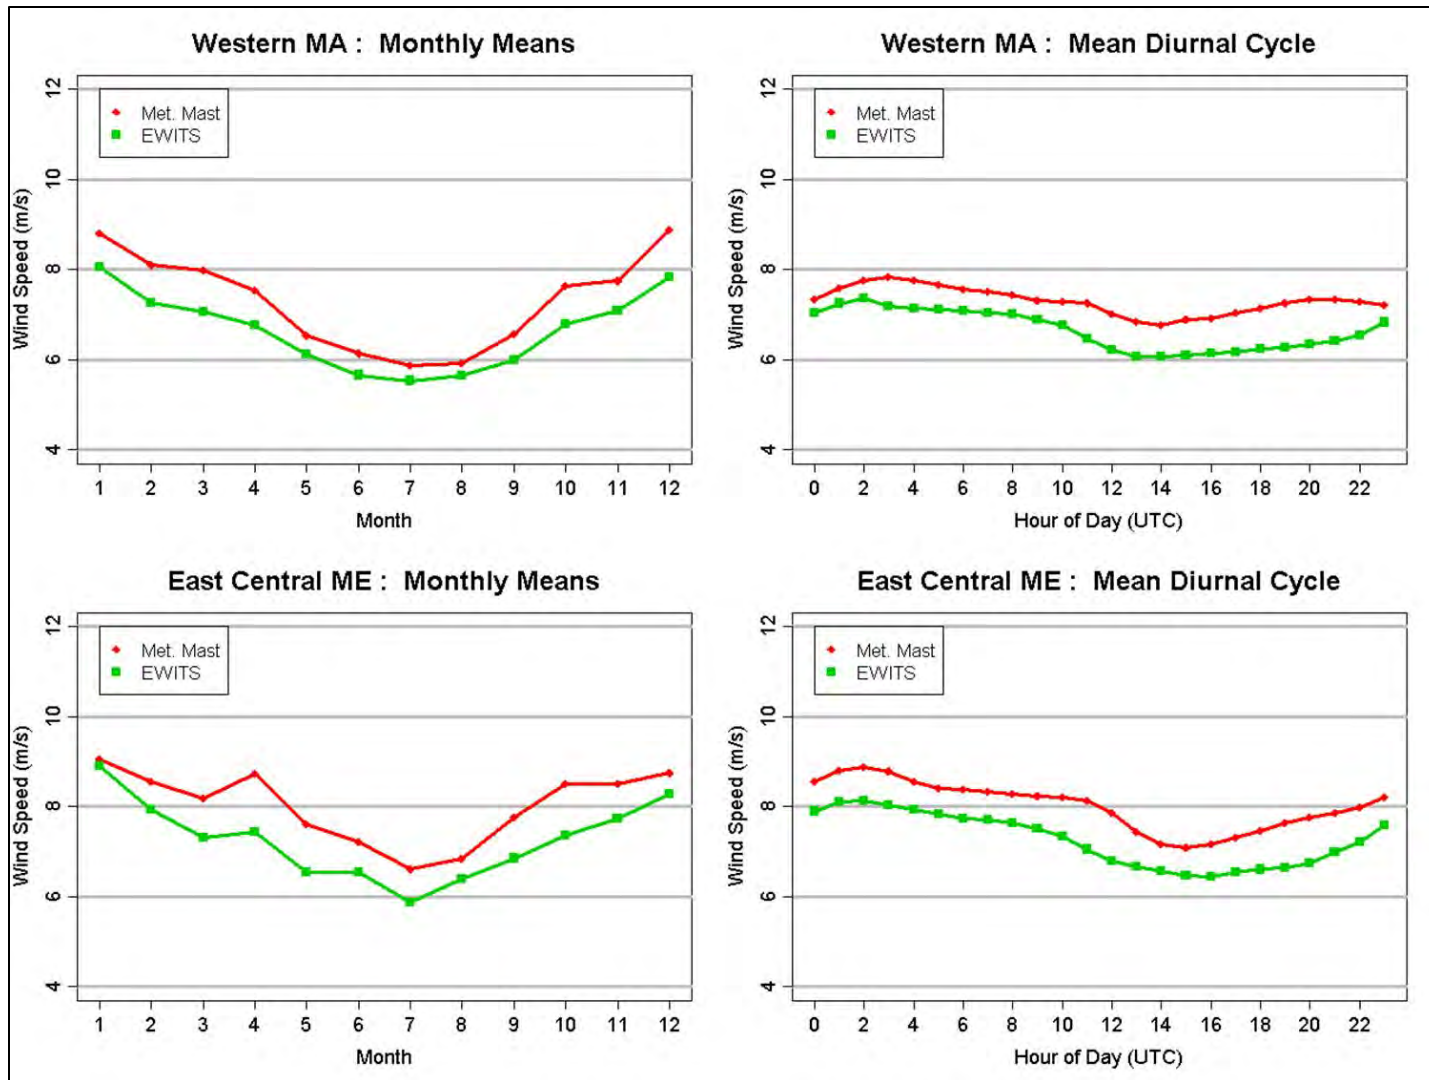 Western MA : Monthly Means
12
10
8
6
4
Wind Speed (m/s)
Met. Mast
EWITS
1 2 3 4 5 6 7 8 9 10 11 12
Month
Western MA : Mean Diurnal Cycle
12
10
8
6
4
Wind Speed (m/s)
Met. Mast
EWITS
0 2 4 6 8 10 12 14 16 18 20 22
Hour of Day (UTC)
East Central ME : Monthly Means
12
10
8
6
4
Wind Speed (m/s)
Met. Mast
EWITS
1 2 3 4 5 6 7 8 9 10 11 12
Month
East Central ME : Mean Diurnal Cycle
12
10
8
6
4
Wind Speed (m/s)
Met. Mast
EWITS
0 2 4 6 8 10 12 14 16 18 20 22
Hour of Day (UTC)